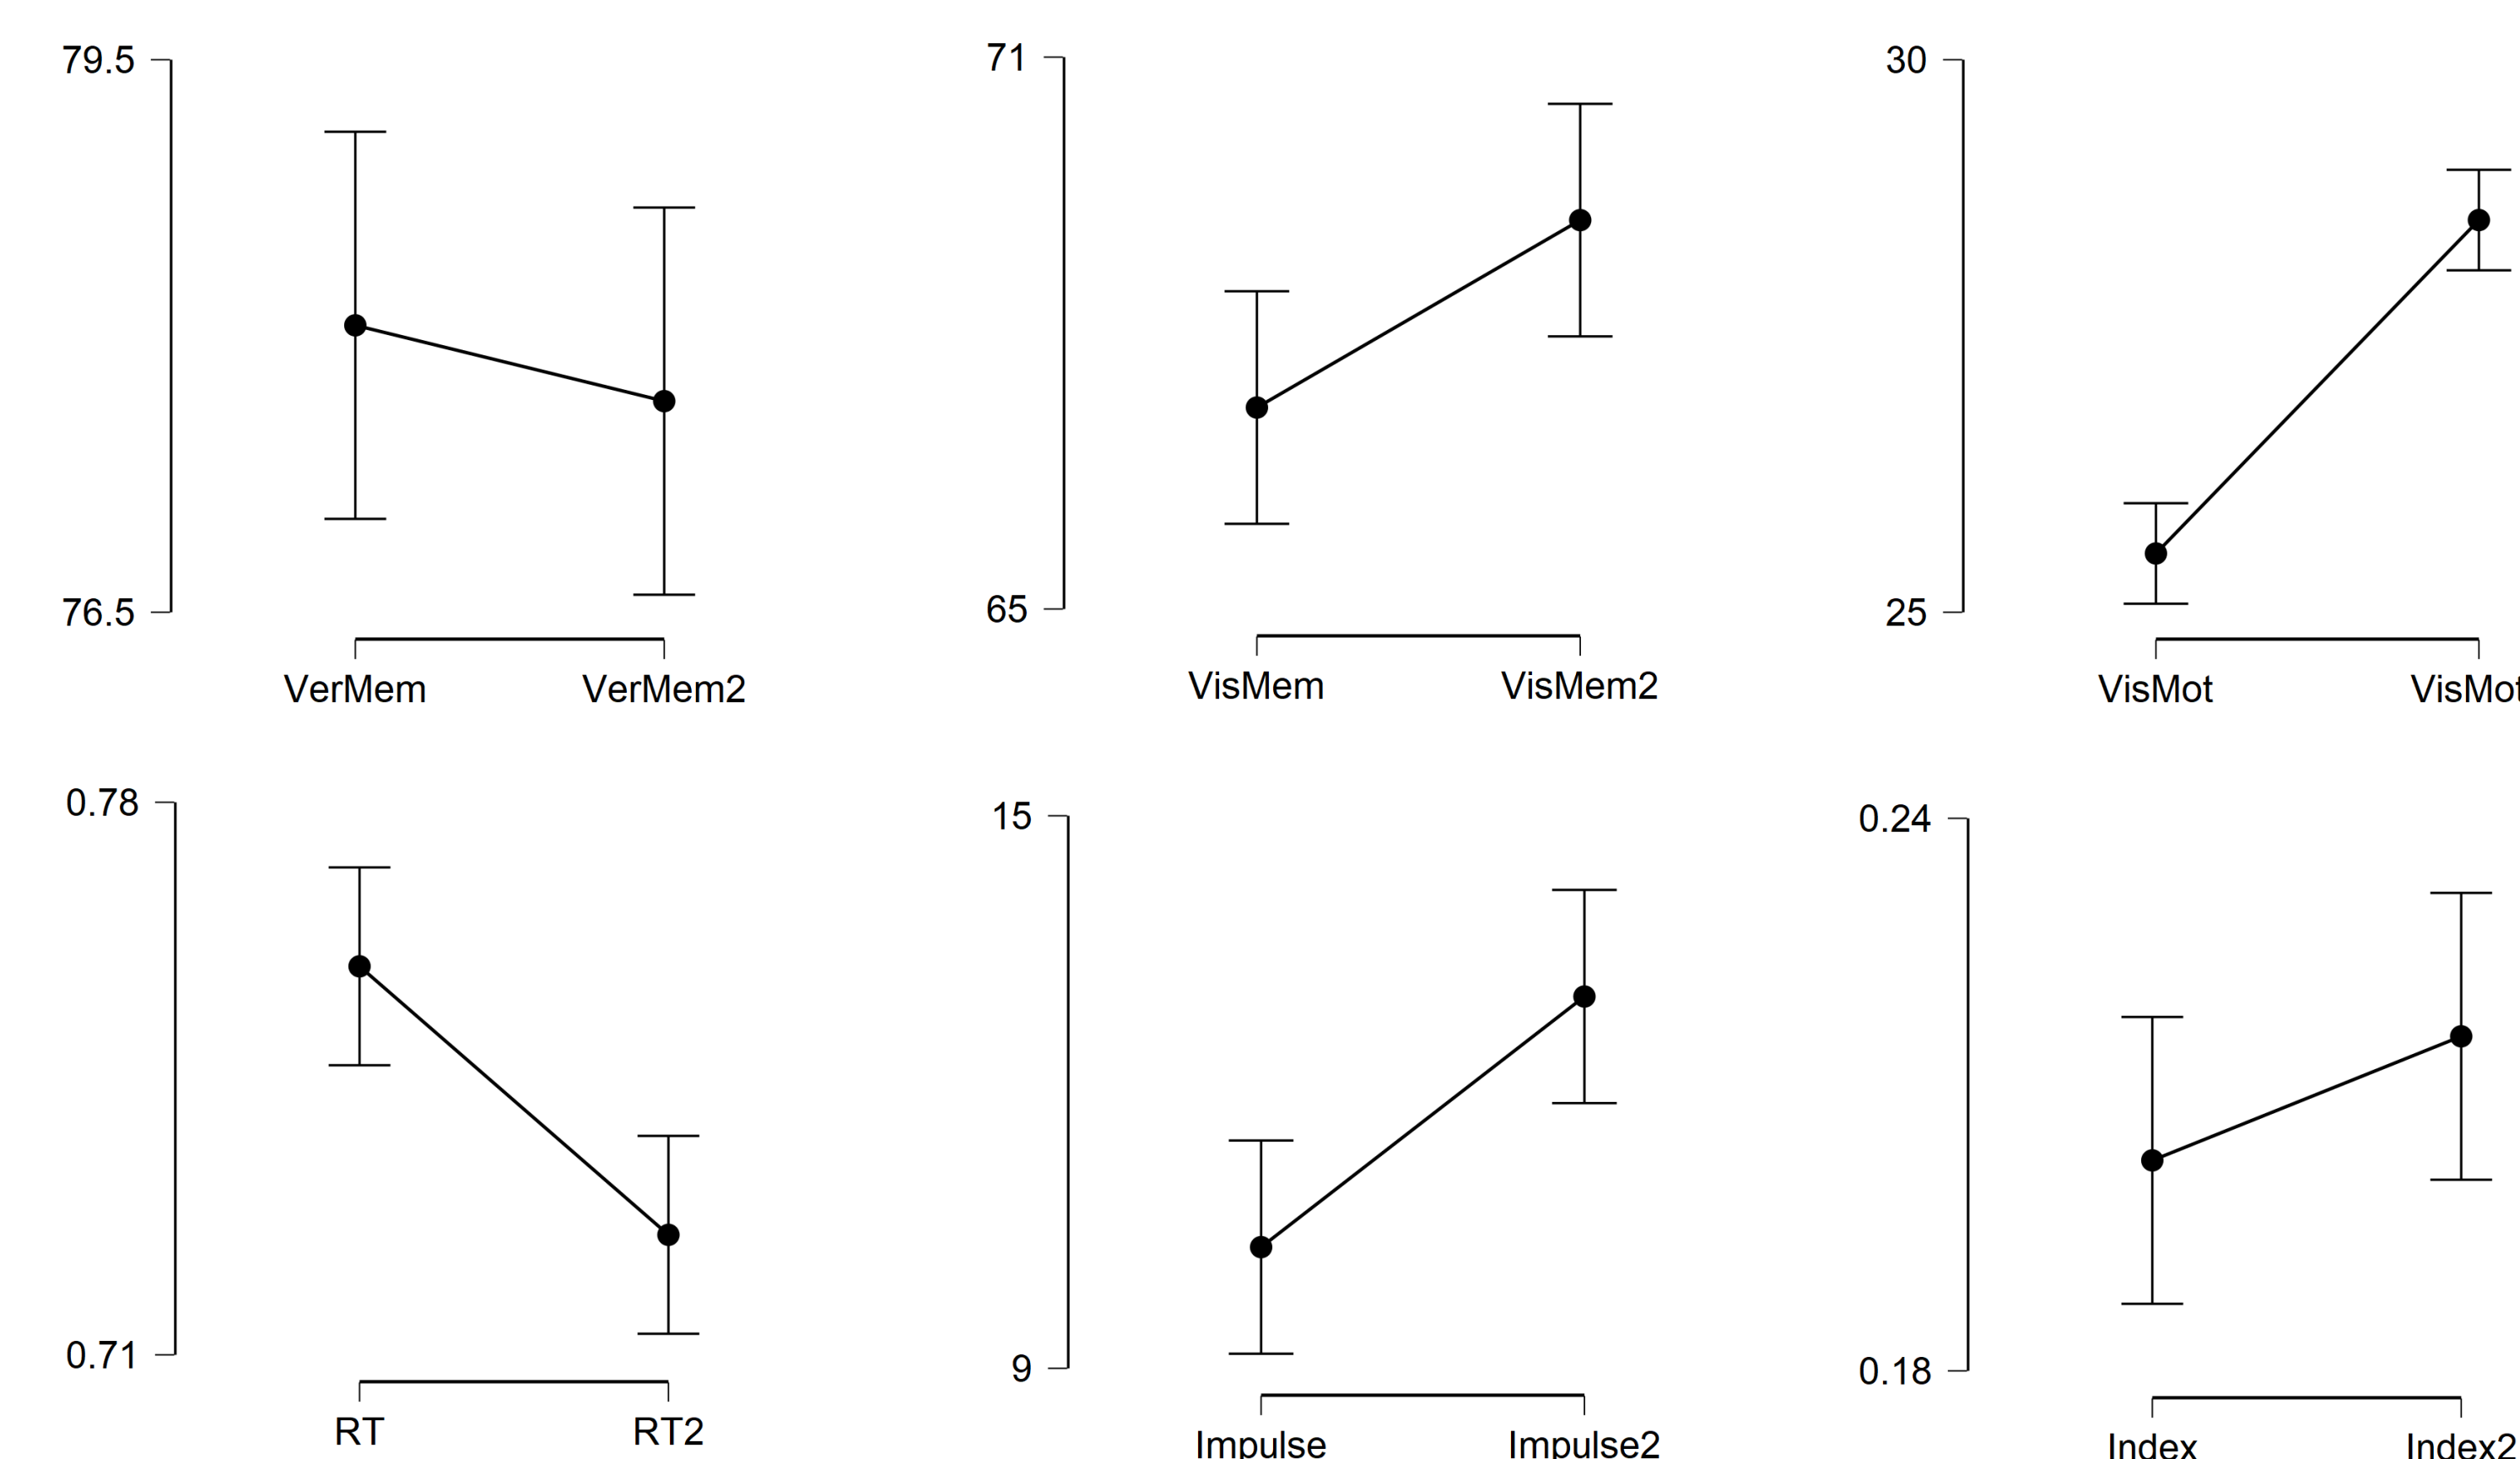 79.5
76.5
VerMem VerMem2
71
65
VisMem VisMem2
30
25
VisMot VisMot
0.78
0.71
RT RT2
15
9
Impulse Impulse2
0.24
0.18
Index Index2